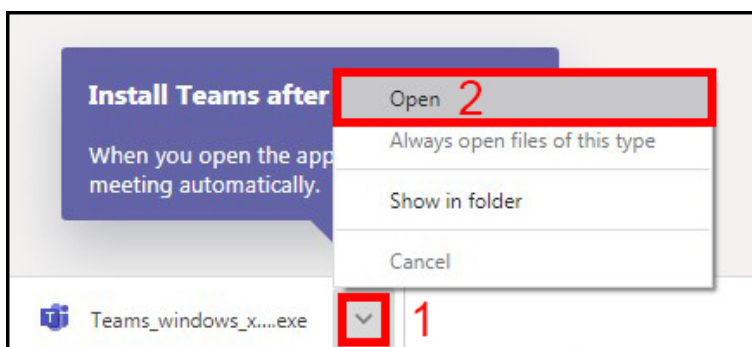 Install Teams after
When you open the app
meeting automatically.
Open 2
Always open files of this type
Show in folder
Cancel
Teams_windows_x....exe
1